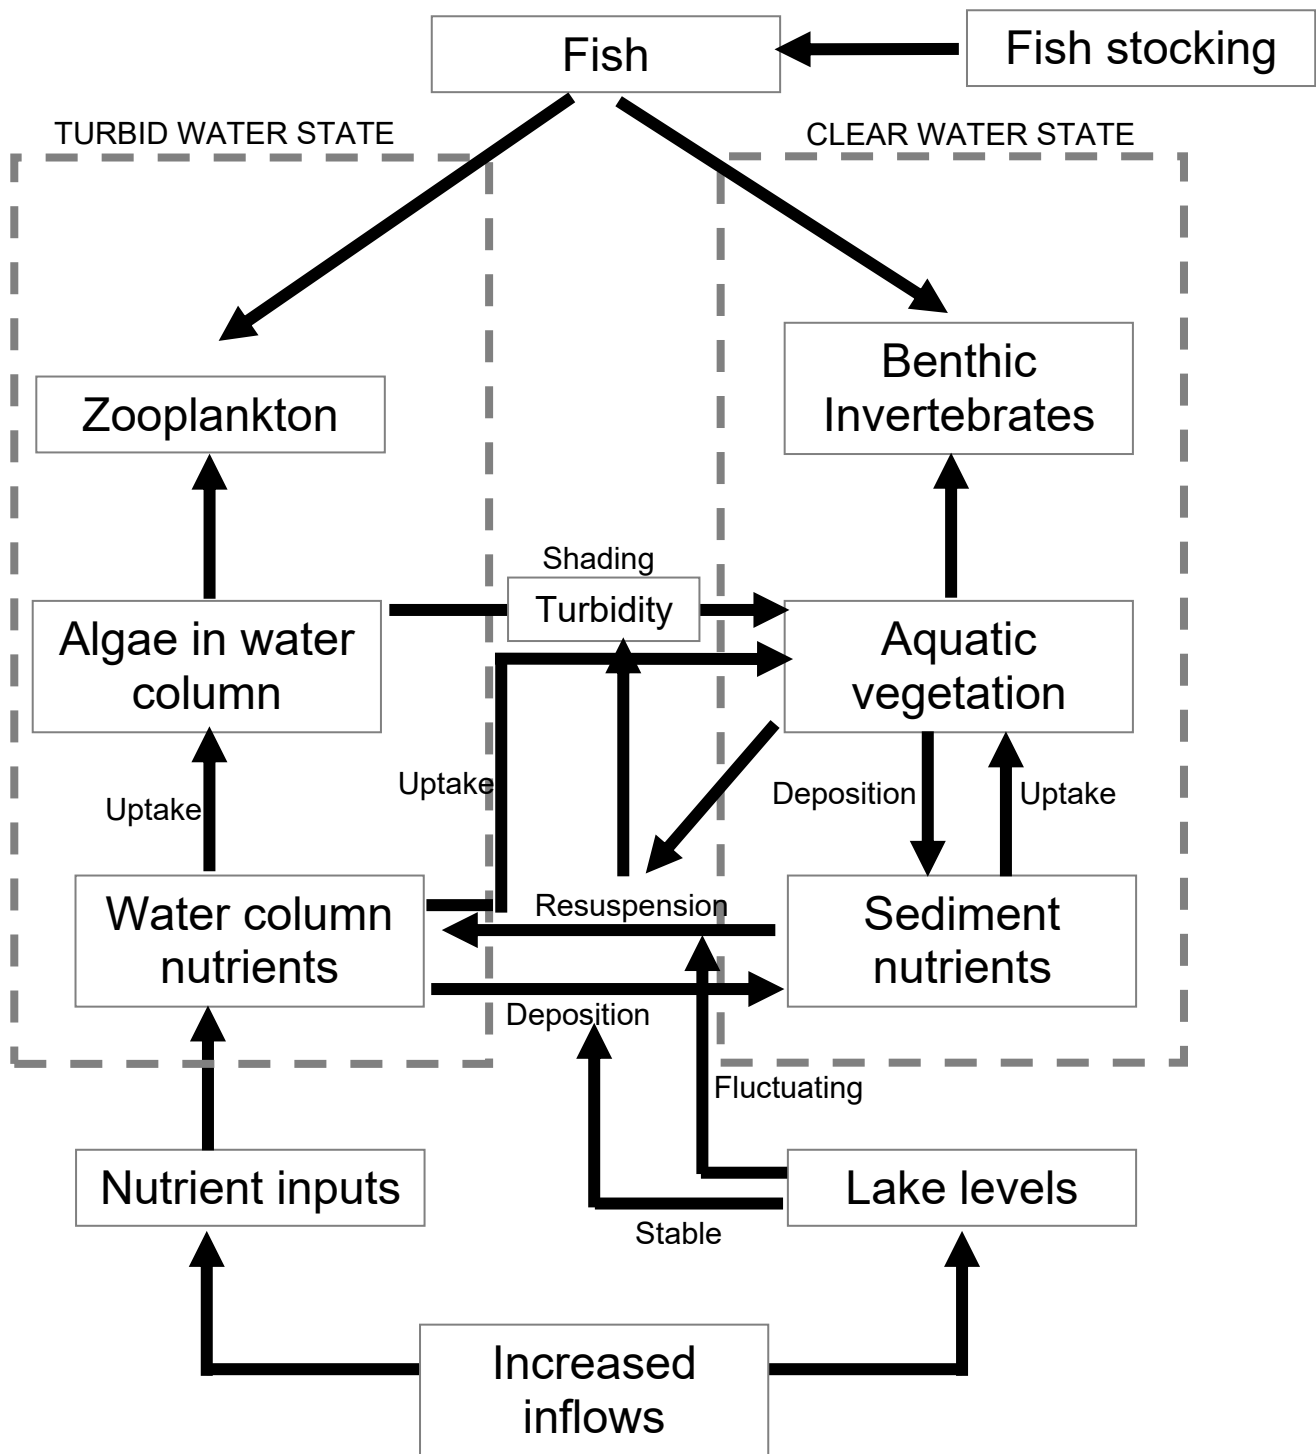 Fish
Fish stocking
TURBID WATER STATE
CLEAR WATER STATE
Benthic
Invertebrates
Zooplankton
Shading
Turbidity
Algae in water
column
Aquatic
vegetation
Uptake
Uptake
Deposition
Uptake
Water column
nutrients
Resuspension
Sediment
nutrients
Deposition
Fluctuating
Nutrient inputs
Lake levels
Stable
Increased
inflows